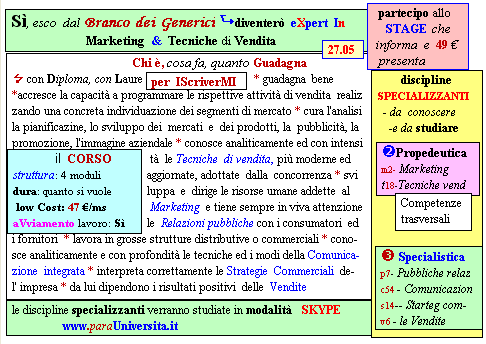 Sì, esco dal Branco dei Generici diventerò eXpert In
Marketing & Tecniche di Vendita
27.05
partecipo allo
STAGE che
informa e 49 €
presenta
Chi è, cosa fa, quanto Guadagna
con Diploma, con Laure
per IScriverMI
* guadagna bene
*accresce la capacità a programmare le rispettive attività di vendita realiz
zando una concreta individuazione dei segmenti di mercato * cura l'analisi
la pianificazine, lo sviluppo dei mercati e dei prodotti, la pubblicità, la
promozione, l'immagine aziendale * conosce analiticamente ed con intensi
tà le Tecniche di vendita, più moderne ed
aggiornate, adottate dalla concorrenza * svi
luppa e dirige le risorse umane addette al
Marketing e tiene sempre in viva attenzione
le Relazioni pubbliche con i consumatori ed
i fornitori * lavora in grosse strutture distributive o commerciali * cono-
sce analiticamente e con profondità le tecniche ed i modi della Comunica-
zione integrata * interpreta correttamente le Strategie Commerciali de-
l' impresa * da lui dipendono i risultati positivi delle Vendite
il CORSO
struttura: 4 moduli
dura: quanto si vuole
low Cost: 47 €/ms
aVviamento lavoro: Sì
discipline
SPECIALIZZANTI
- da conoscere
-e da studiare
2Propedeutica
m2- Marketing
f18-Tecniche vend
Competenze
trasversali
3 Specialistica
p7- Pubbliche relaz
c54 - Comunicazion
s14-- Starteg com-
v6 - le Vendite
le discipline specializzanti verranno studiate in modalità SKYPE
www.paraUniversita.it